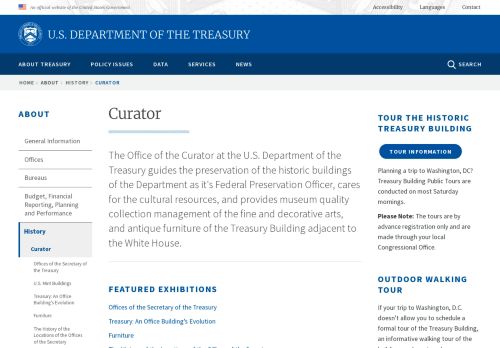 An official website of the United States Government
Accessibility
Languages
Contact
U.S. DEPARTMENT OF THE TREASURY
ABOUT TREASURY
POLICY ISSUES
DATA
SERVICES
NEWS
SEARCH
HOME › ABOUT › HISTORY › CURATOR
ABOUT
General Information
Offices
Bureaus
Budget, Financial
Reporting, Planning
and Performance
History
Curator
Offices of the Secretary of
the Treasury
U.S. Mint Buildings
Treasury: An Office
Building's Evolution
Furniture
The History of the
Locations of the Offices
of the Secretary
Curator
The Office of the Curator at the U.S. Department of the
Treasury guides the preservation of the historic buildings
of the Department as it's Federal Preservation Officer, cares
for the cultural resources, and provides museum quality
collection management of the fine and decorative arts,
and antique furniture of the Treasury Building adjacent to
the White House.
FEATURED EXHIBITIONS
Offices of the Secretary of the Treasury
Treasury: An Office Building's Evolution
Furniture
TOUR THE HISTORIC
TREASURY BUILDING
TOUR INFORMATION
Planning a trip to Washington, DC?
Treasury Building Public Tours are
conducted on most Saturday
mornings.
Please Note: The tours are by
advance registration only and are
made through your local
Congressional Office.
OUTDOOR WALKING
TOUR
If your trip to Washington, D.C.
doesn't allow you to schedule a
formal tour of the Treasury Building,
an informative walking tour of the